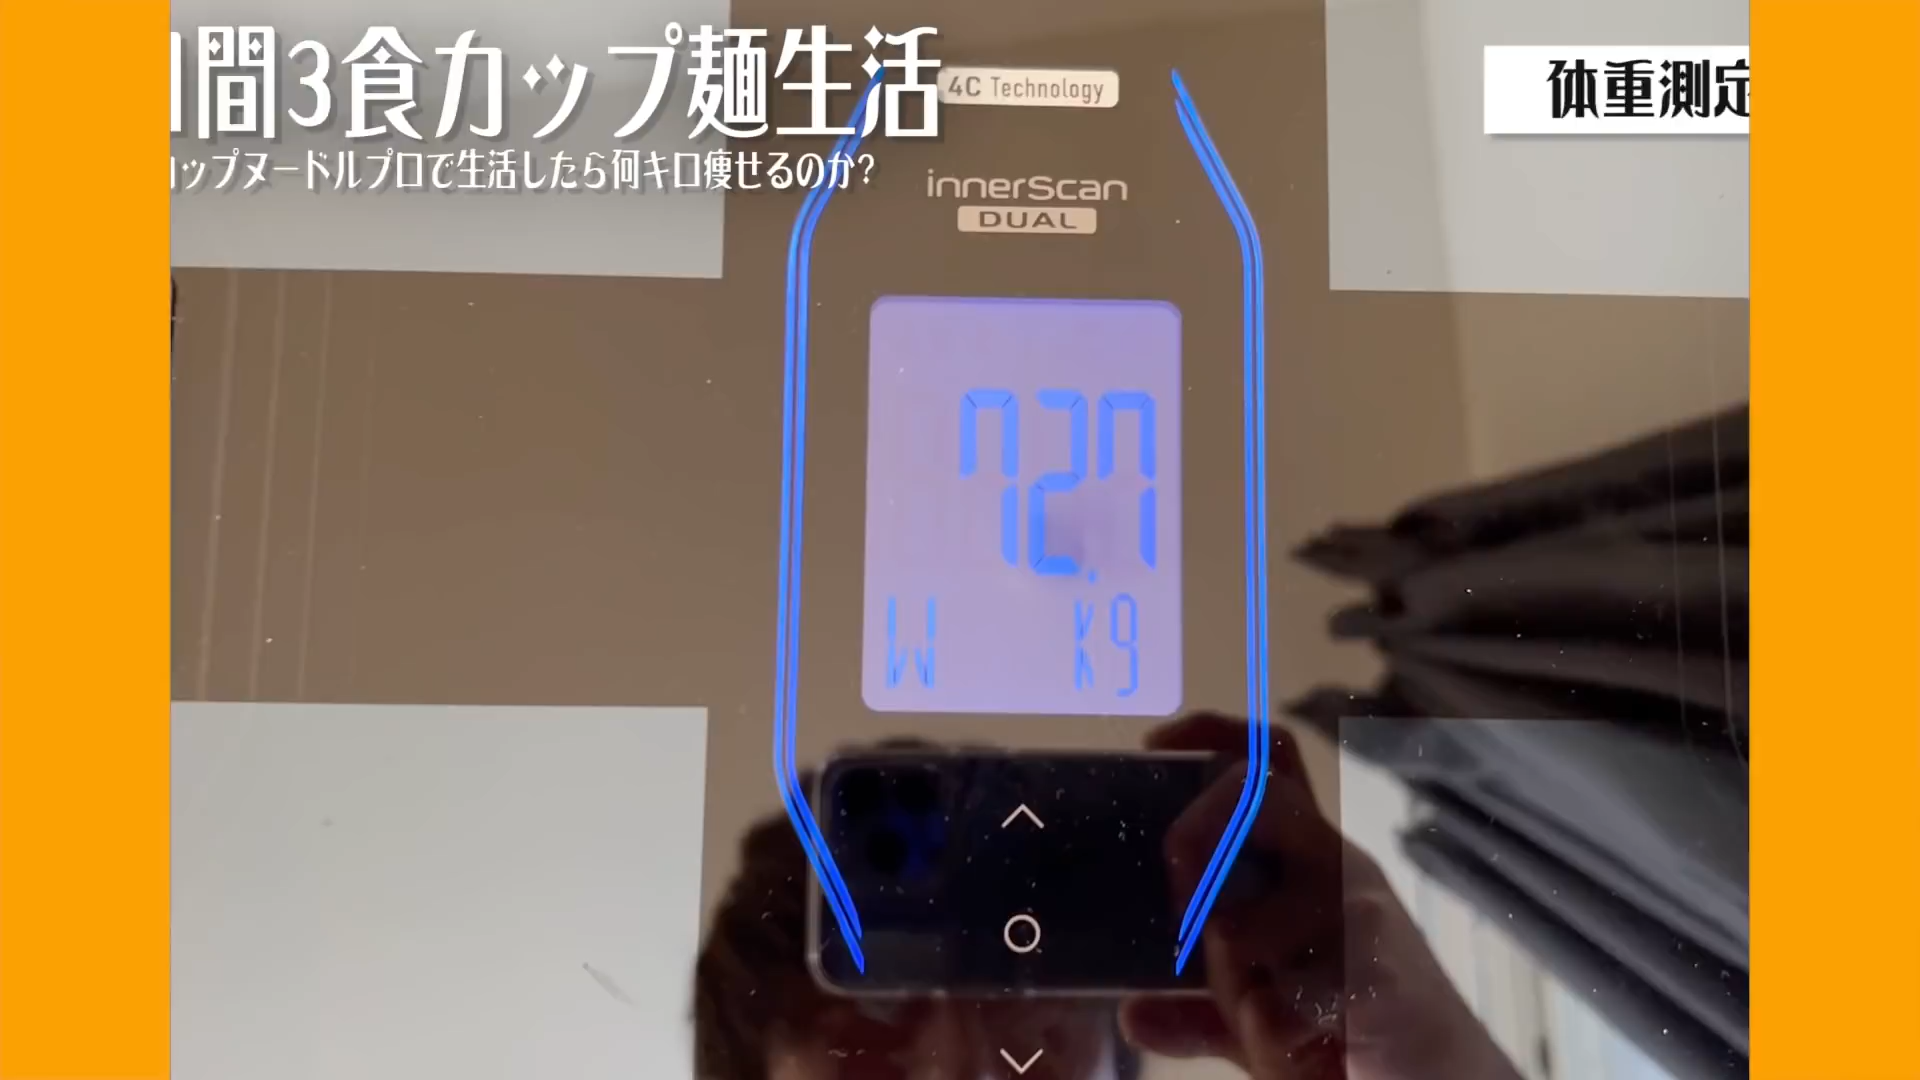 間3食カップ麺生活
ップヌードルプロで生活したら何キロ痩せるのか?
体重測定
4C Technology
innerScan
DUAL
72.7
W kg